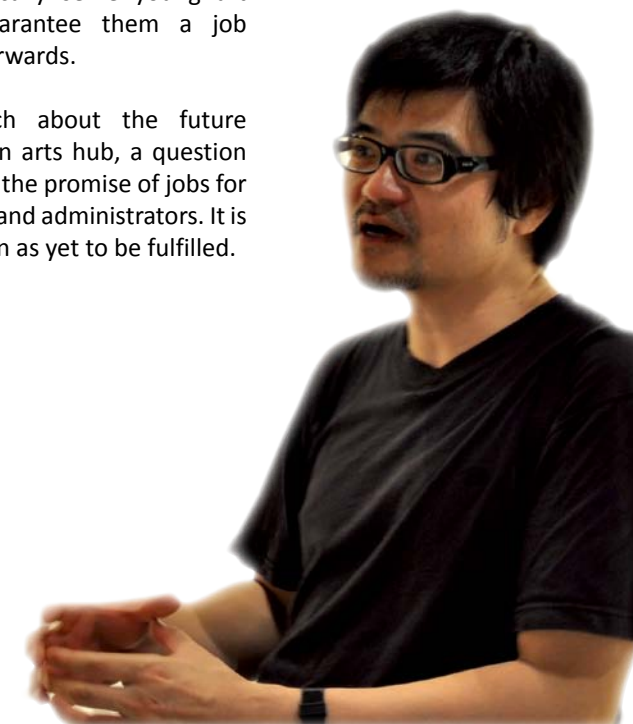 arantee them a job
rwards.
ch about the future
n arts hub, a question
the promise of jobs for
and administrators. It is
n as yet to be fulfilled.